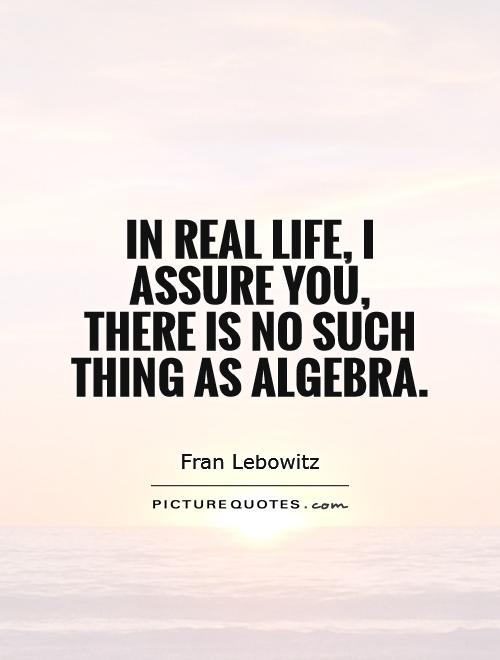 IN REAL LIFE, I
ASSURE YOU,
THERE IS NO SUCH
THING AS ALGEBRA.
Fran Lebowitz
PICTUREQUOTES.com